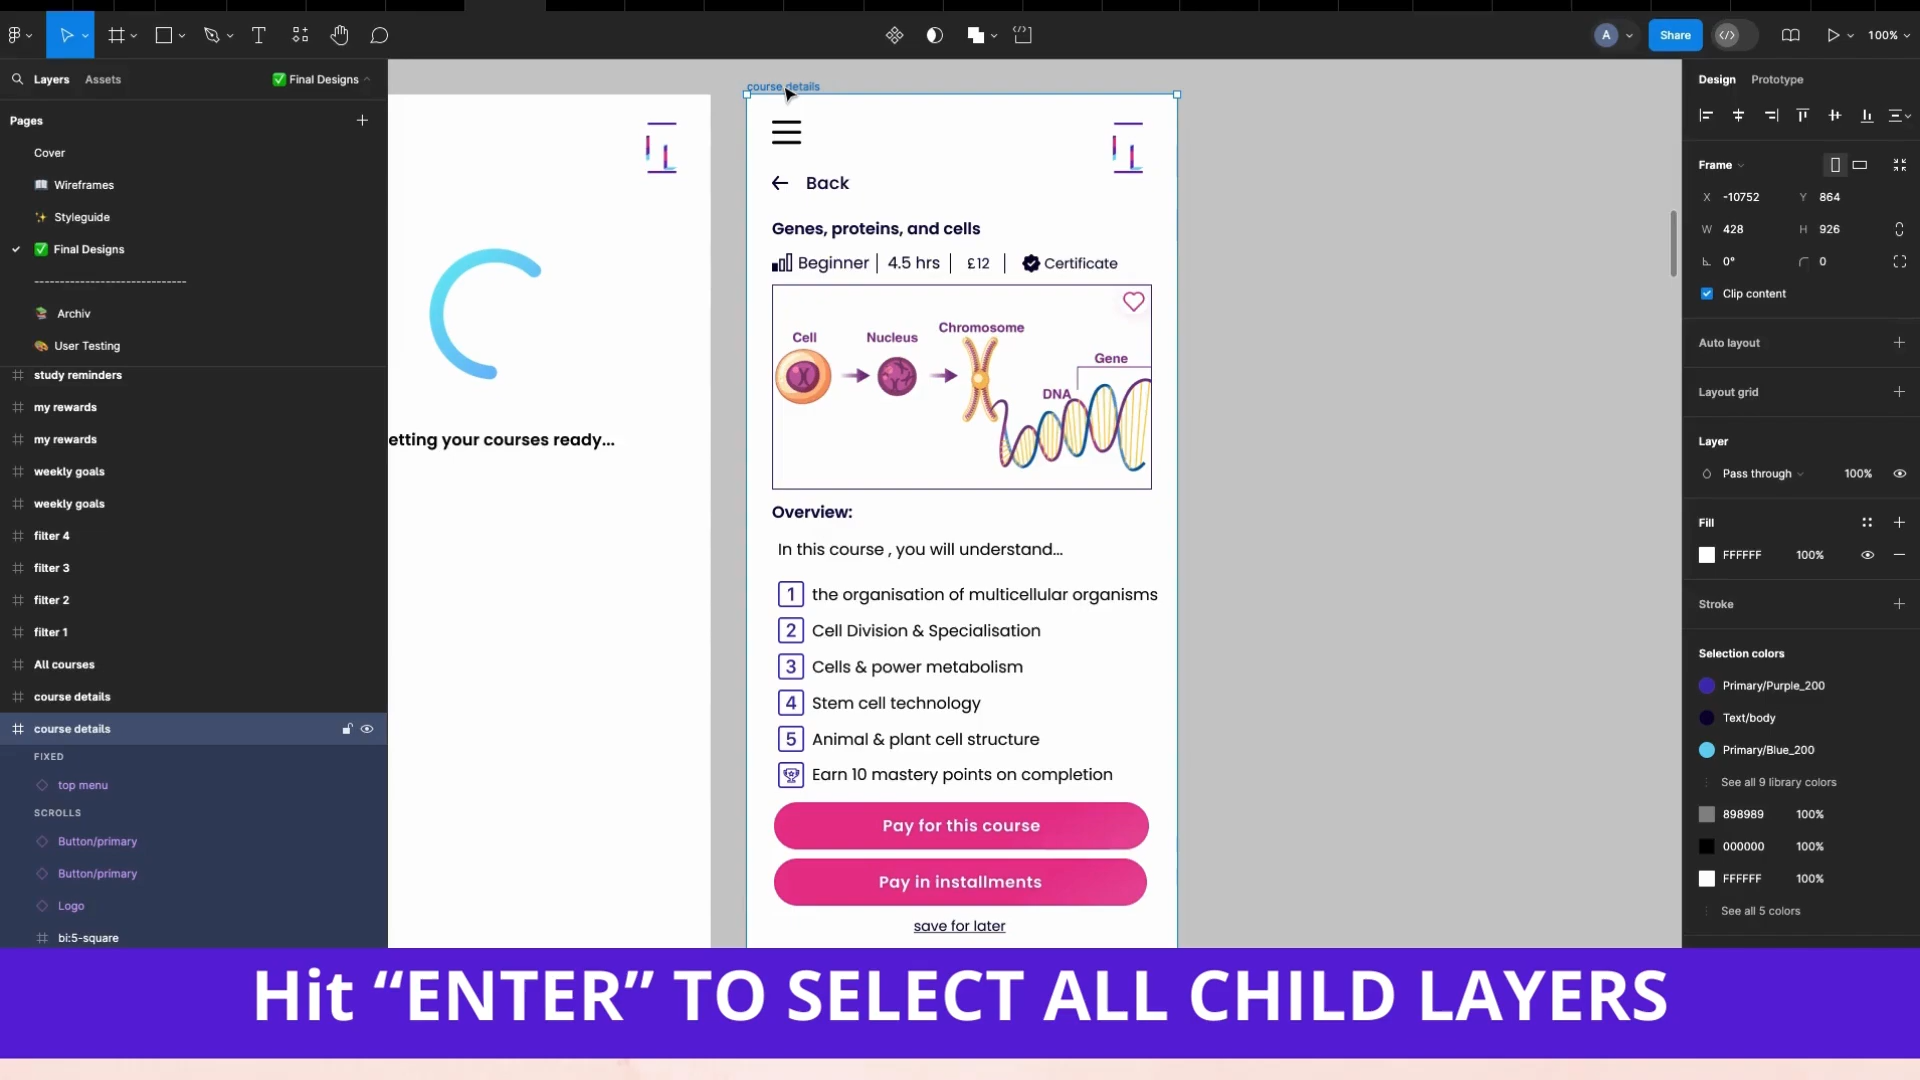 A
Share
100%
Layers
Assets
Final Designs
Pages
Cover
Wireframes
Styleguide
Final Designs
------------------------------
Archiv
User Testing
study reminders
my rewards
my rewards
weekly goals
weekly goals
filter 4
filter 3
filter 2
filter 1
All courses
course details
course details
FIXED
top menu
SCROLLS
Button/primary
Button/primary
Logo
bi:5-square
etting your courses ready...
course details
Back
Genes, proteins, and cells
Beginner | 4.5 hrs | £12 | Certificate
Cell
Nucleus
Chromosome
Gene
DNA
Overview:
In this course , you will understand...
1 the organisation of multicellular organisms
2 Cell Division & Specialisation
3 Cells & power metabolism
4 Stem cell technology
5 Animal & plant cell structure
Earn 10 mastery points on completion
Pay for this course
Pay in installments
save for later
Design
Prototype
Frame
X -10752 Y 864
W 428 H 926
0° 0
Clip content
Auto layout
Layout grid
Layer
Pass through 100%
Fill
FFFFFF 100%
Stroke
Selection colors
Primary/Purple_200
Text/body
Primary/Blue_200
See all 9 library colors
898989 100%
000000 100%
FFFFFF 100%
See all 5 colors
Hit “ENTER” TO SELECT ALL CHILD LAYERS